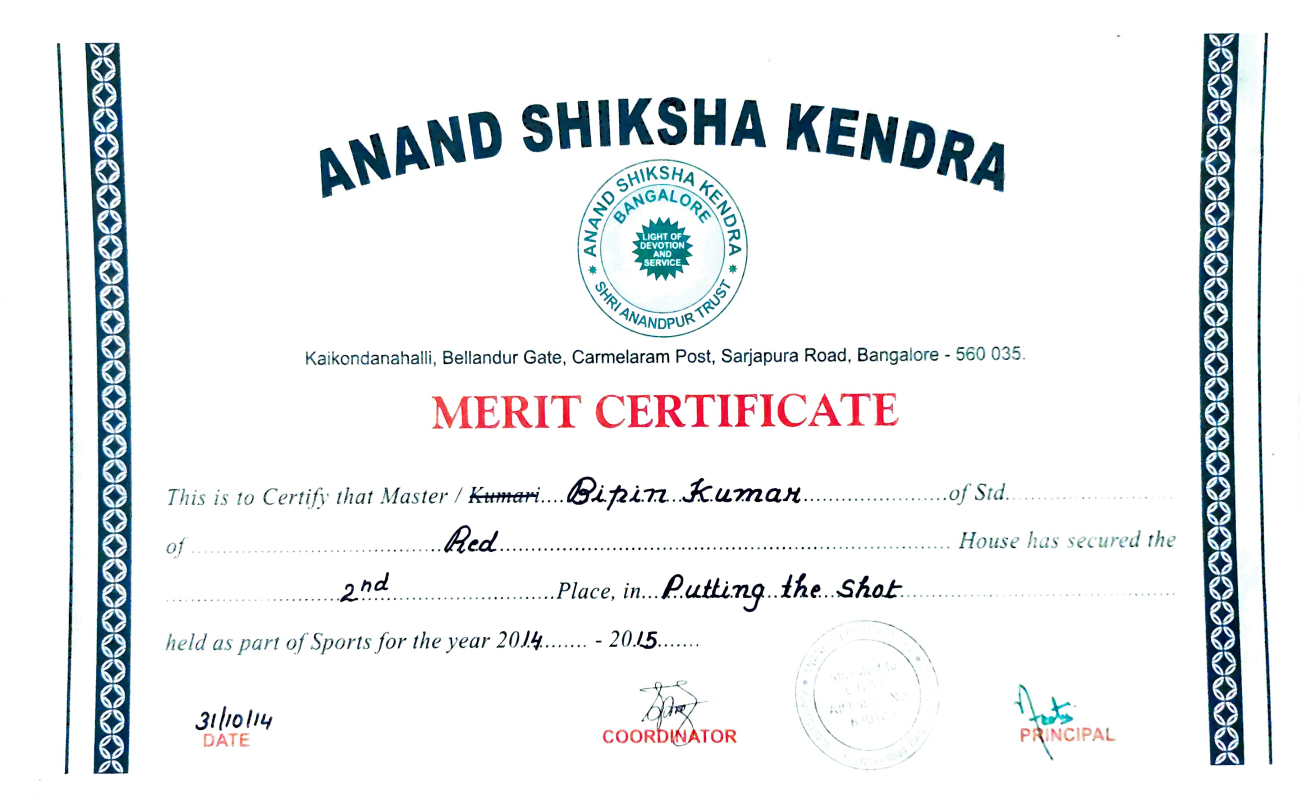 ANAND SHIKSHA KENDRA
ANAND SHIKSHA KENDRA
BANGALORE
LIGHT OF
DEVOTION
AND
SERVICE
SHRI ANANDPUR TRUST
Kaikondanahalli, Bellandur Gate, Carmelaram Post, Sarjapura Road, Bangalore - 560 035.
MERIT CERTIFICATE
This is to Certify that Master / Kumari....Bipin Kumar....................of Std.........................
of..............................Red.................................................. House has secured the
.........................2nd.........................Place, in...Putting the Shot..............................
held as part of Sports for the year 2014........ - 2015.......
31/10/14
DATE
COORDINATOR
PRINCIPAL